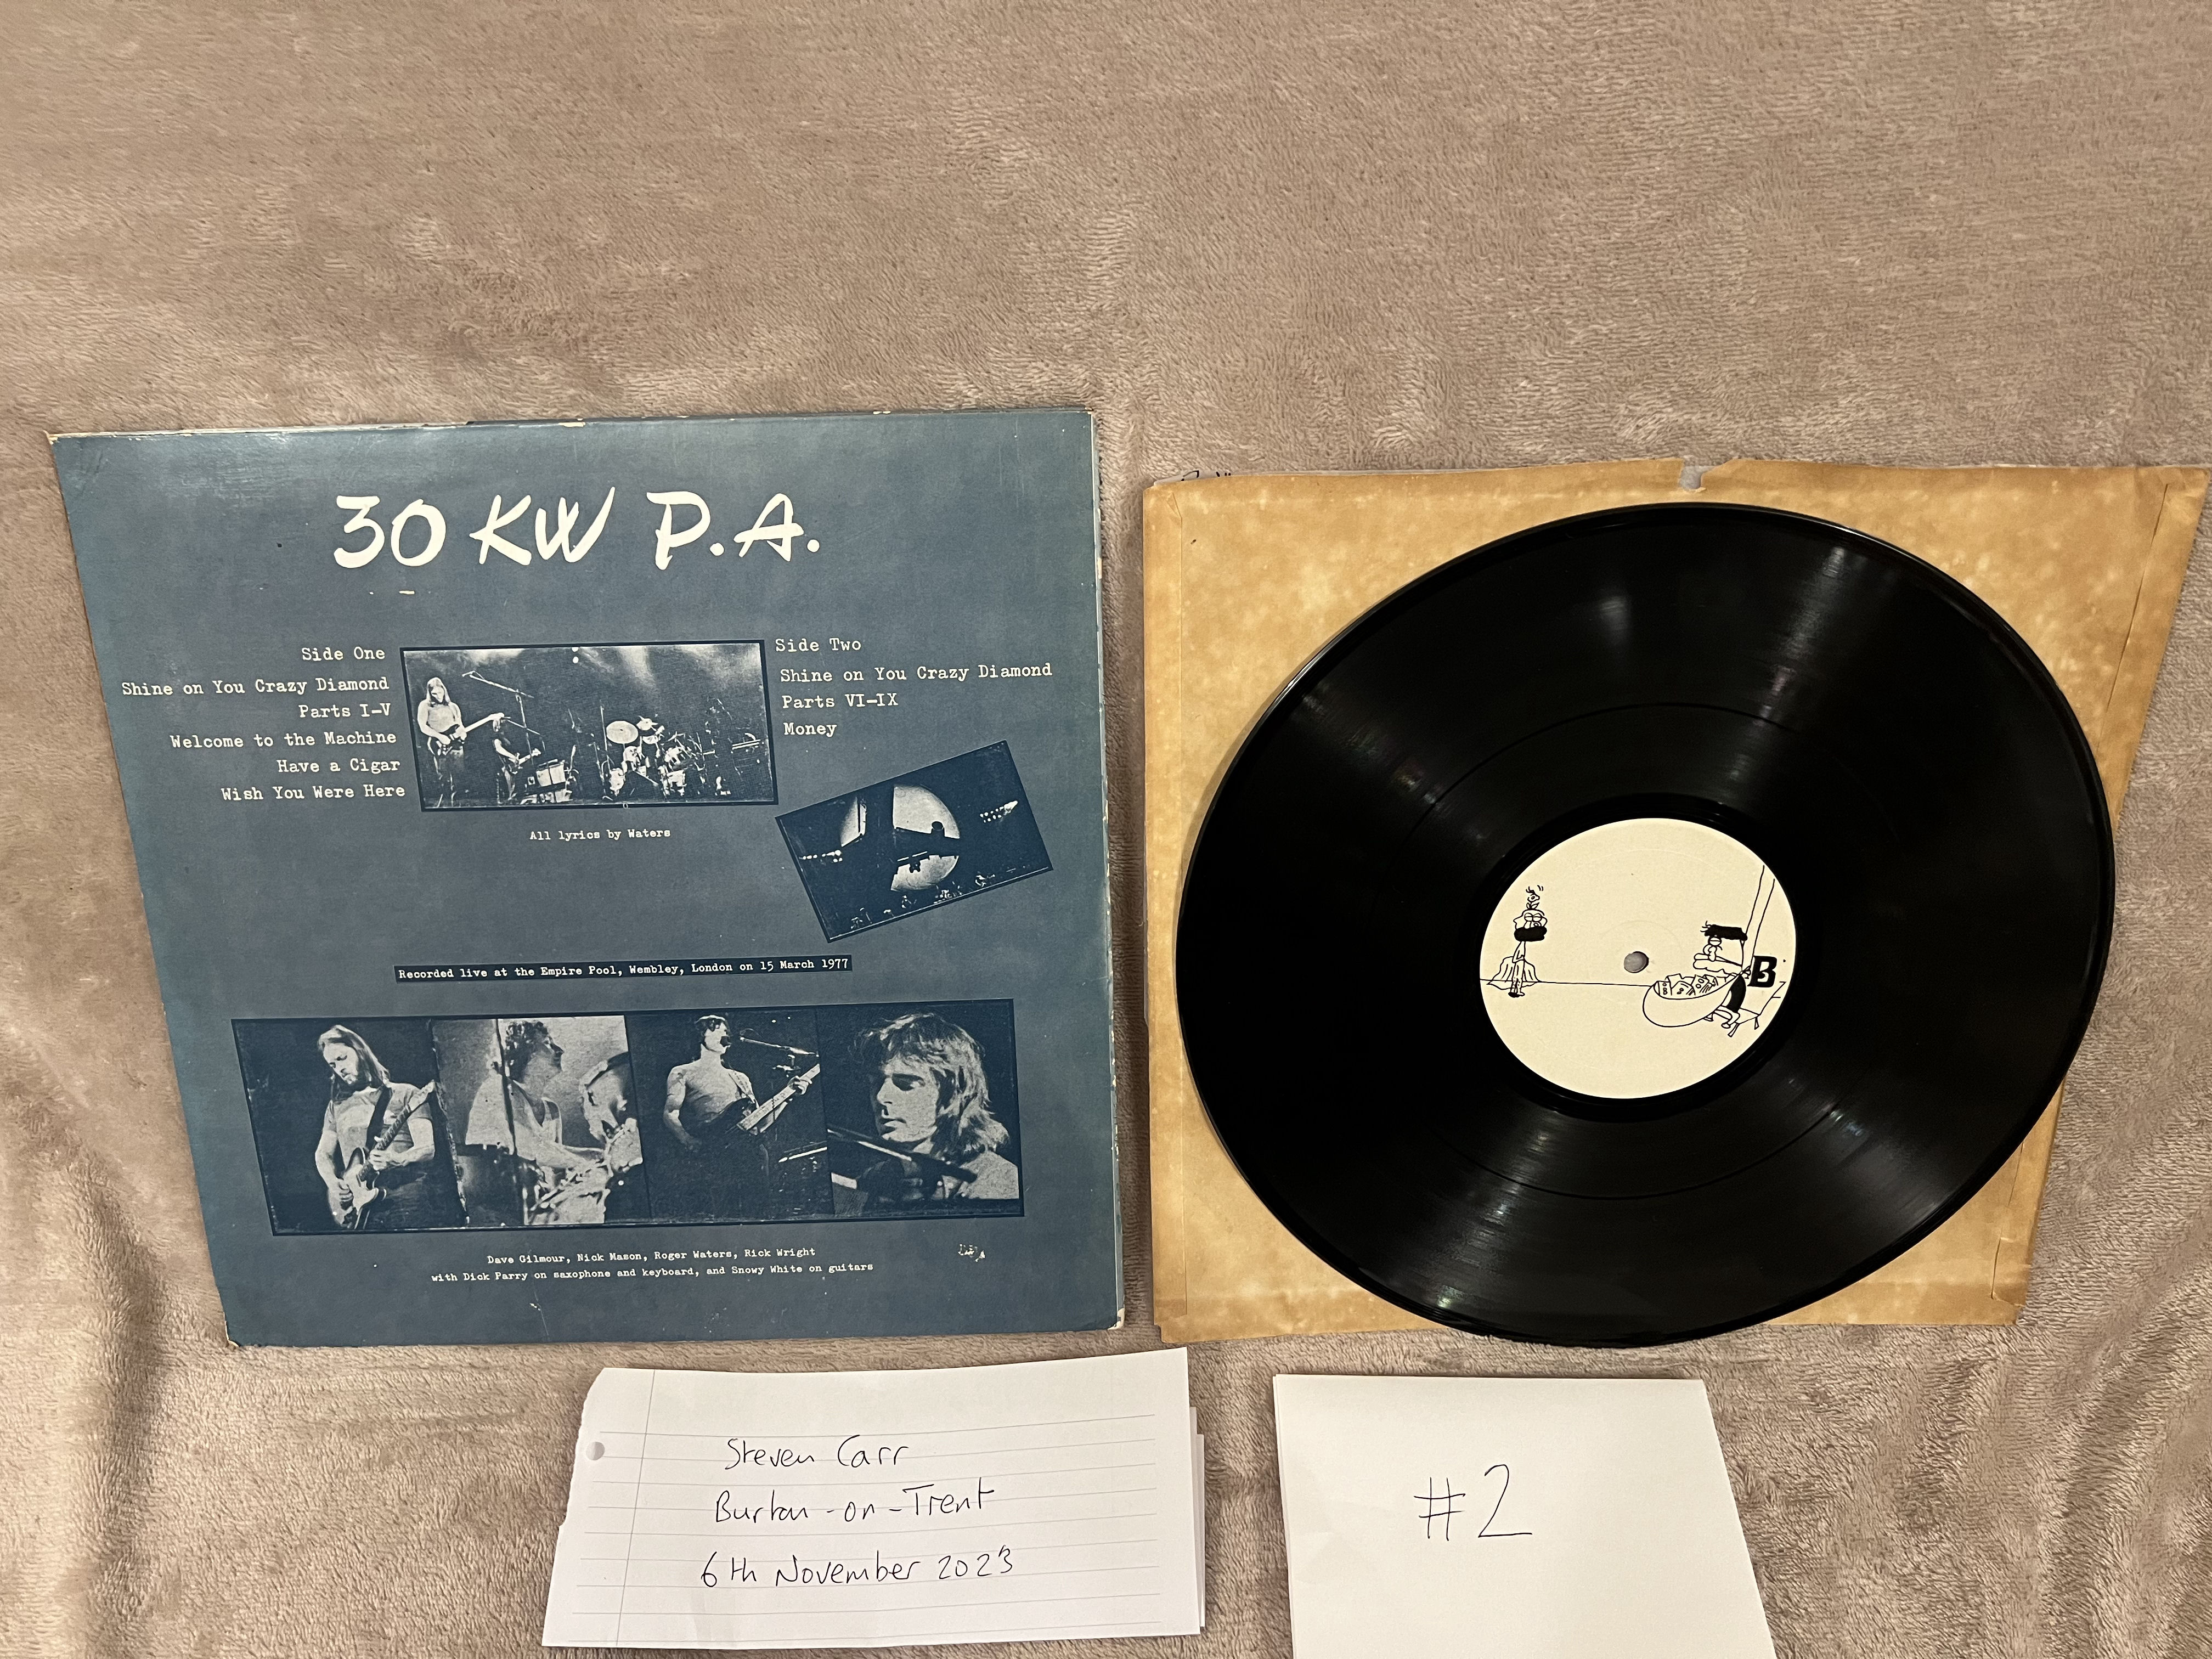 30 KW P.A.
Side One
Shine on You Crazy Diamond
Parts I-V
Welcome to the Machine
Have a Cigar
Wish You Were Here
Side Two
Shine on You Crazy Diamond
Parts VI-IX
Money
All lyrics by Waters
Recorded live at the Empire Pool, Wembley, London on 15 March 1977
Dave Gilmour, Nick Mason, Roger Waters, Rick Wright
with Dick Parry on saxophone and keyboard, and Snowy White on guitars
B
Steven Carr
Burton-on-Trent
6th November 2023
#2